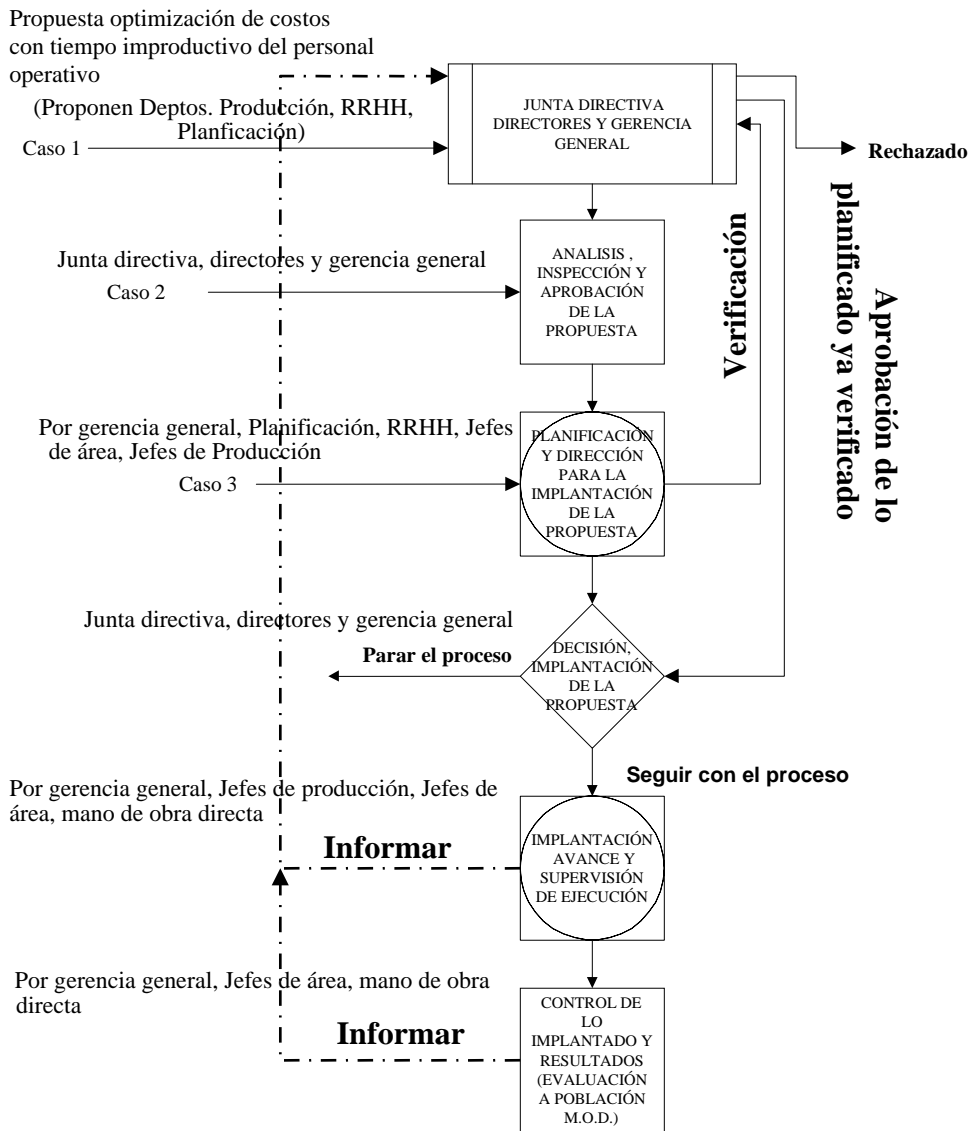 Propuesta optimización de costos
con tiempo improductivo del personal
operativo
(Proponen Deptos. Producción, RRHH,
Planficación)
Caso 1
JUNTA DIRECTIVA
DIRECTORES Y GERENCIA
GENERAL
Rechazado
Junta directiva, directores y gerencia general
Caso 2
ANALISIS ,
INSPECCIÓN Y
APROBACIÓN
DE LA
PROPUESTA
Verificación
Aprobación de lo
planificado ya verificado
Por gerencia general, Planificación, RRHH, Jefes
de área, Jefes de Producción
Caso 3
PLANIFICACIÓN
Y DIRECCIÓN
PARA LA
IMPLANTACIÓN
DE LA
PROPUESTA
Junta directiva, directores y gerencia general
Parar el proceso
DECISIÓN,
IMPLANTACIÓN
DE LA
PROPUESTA
Seguir con el proceso
Por gerencia general, Jefes de producción, Jefes de
área, mano de obra directa
Informar
IMPLANTACIÓN
AVANCE Y
SUPERVISIÓN
DE EJECUCIÓN
Por gerencia general, Jefes de área, mano de obra
directa
Informar
CONTROL DE
LO
IMPLANTADO Y
RESULTADOS
(EVALUACIÓN
A POBLACIÓN
M.O.D.)